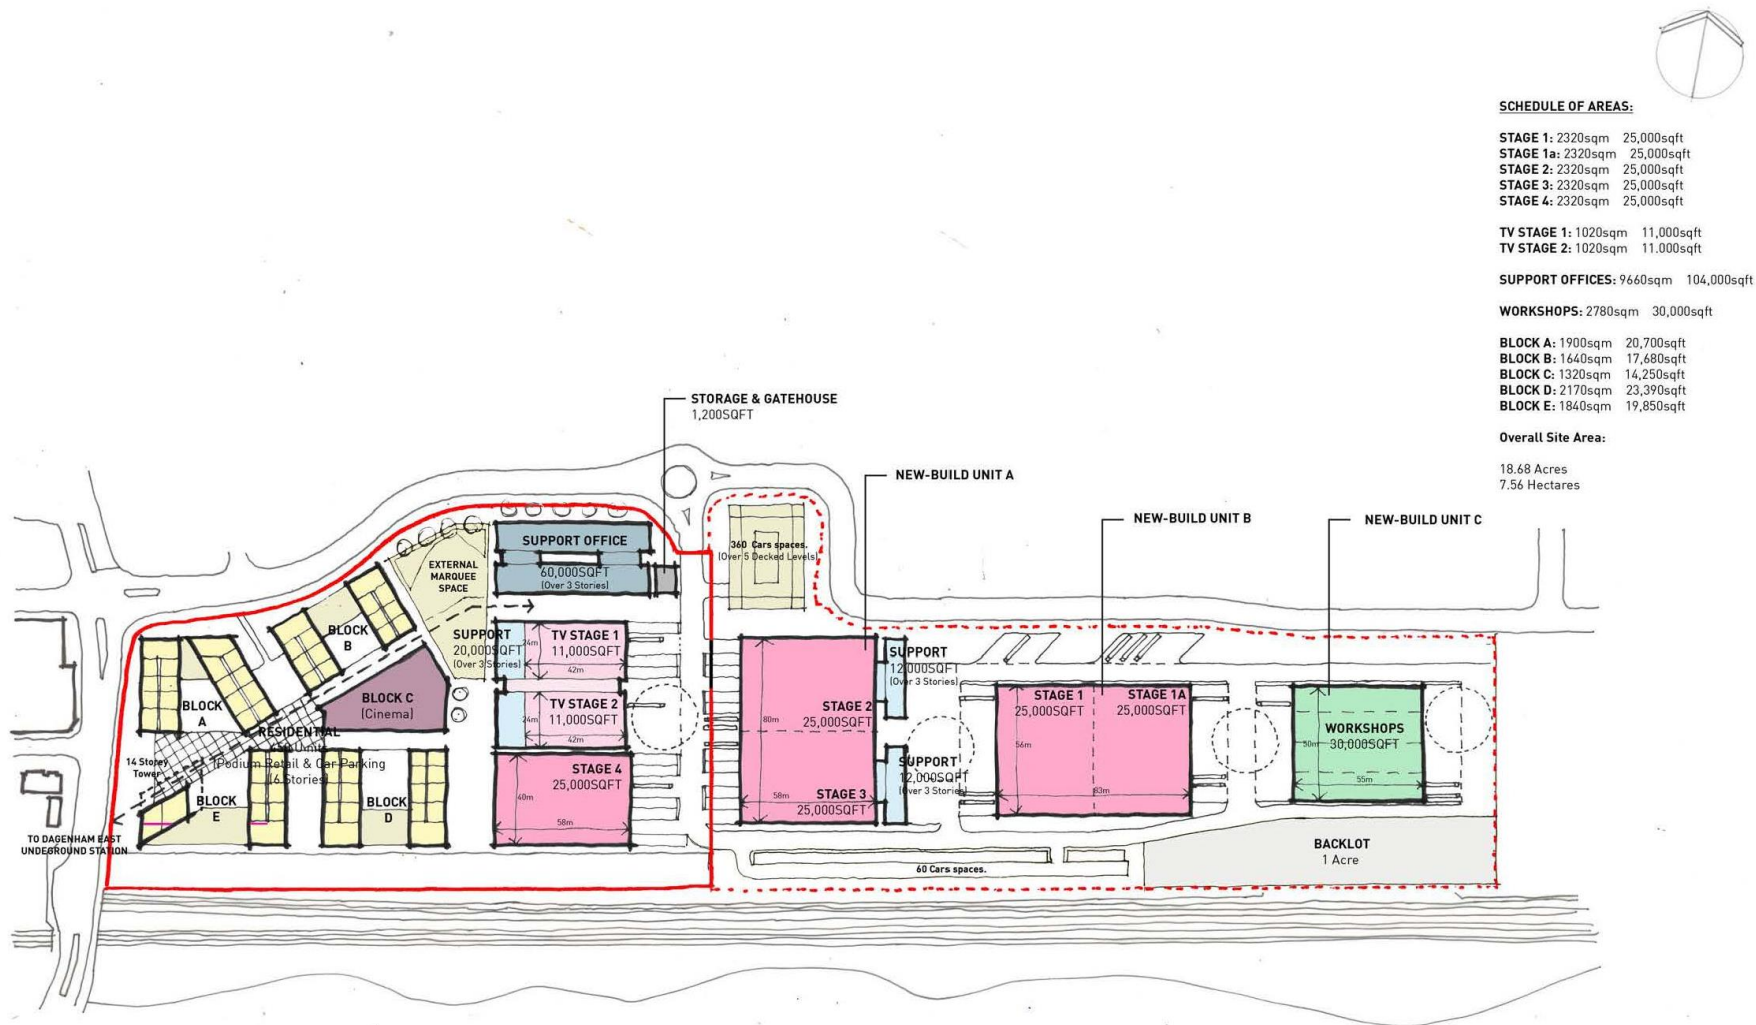 SCHEDULE OF AREAS:
STAGE 1: 2320sqm 25,000sqft
STAGE 1a: 2320sqm 25,000sqft
STAGE 2: 2320sqm 25,000sqft
STAGE 3: 2320sqm 25,000sqft
STAGE 4: 2320sqm 25,000sqft
TV STAGE 1: 1020sqm 11,000sqft
TV STAGE 2: 1020sqm 11.000sqft
SUPPORT OFFICES: 9660sqm 104,000sqft
WORKSHOPS: 2780sqm 30,000sqft
BLOCK A: 1900sqm 20,700sqft
BLOCK B: 1640sqm 17,680sqft
BLOCK C: 1320sqm 14,250sqft
BLOCK D: 2170sqm 23,390sqft
BLOCK E: 1840sqm 19,850sqft
Overall Site Area:
18.68 Acres
7.56 Hectares
STORAGE & GATEHOUSE
1,200SQFT
NEW-BUILD UNIT A
NEW-BUILD UNIT B
NEW-BUILD UNIT C
SUPPORT OFFICE
60,000SQFT
(Over 3 Stories)
360 Cars spaces.
(Over 5 Decked Levels)
EXTERNAL
MARQUEE
SPACE
BLOCK
B
SUPPORT
20,000SQFT
(Over 3 Stories)
24m
TV STAGE 1
11,000SQFT
42m
TV STAGE 2
11,000SQFT
24m
42m
STAGE 4
25,000SQFT
40m
58m
BLOCK C
(Cinema)
BLOCK
A
RESIDENTIAL
Units
Podium Retail & Car Parking
(6 Stories)
14 Storey
Tower
BLOCK
E
BLOCK
D
TO DAGENHAM EAST
UNDEGROUND STATION
STAGE 2
25,000SQFT
80m
58m
STAGE 3
25,000SQFT
SUPPORT
12,000SQFT
(Over 3 Stories)
SUPPORT
12,000SQFT
(Over 3 Stories)
STAGE 1
25,000SQFT
STAGE 1A
25,000SQFT
56m
83m
WORKSHOPS
30,000SQFT
50m
55m
BACKLOT
1 Acre
60 Cars spaces.